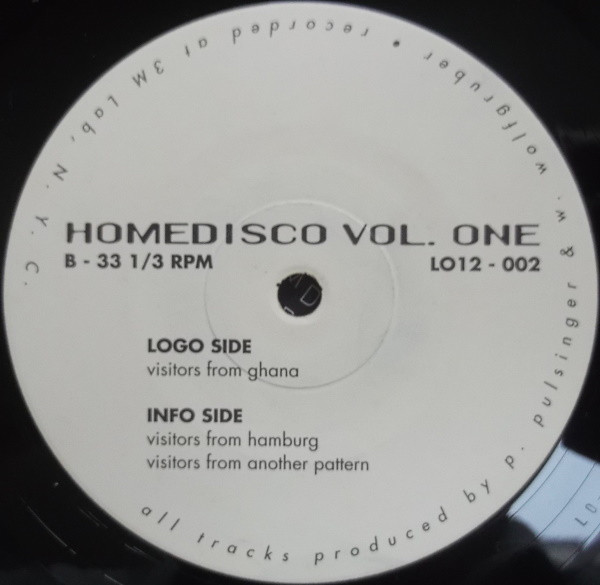 HOMEDISCO VOL. ONE
B - 33 1/3 RPM
LO12 - 002
LOGO SIDE
visitors from ghana
INFO SIDE
visitors from hamburg
visitors from another pattern
all tracks produced by p. pulsinger & w. wolfgruber • recorded at 3M Lab, N. Y. C.